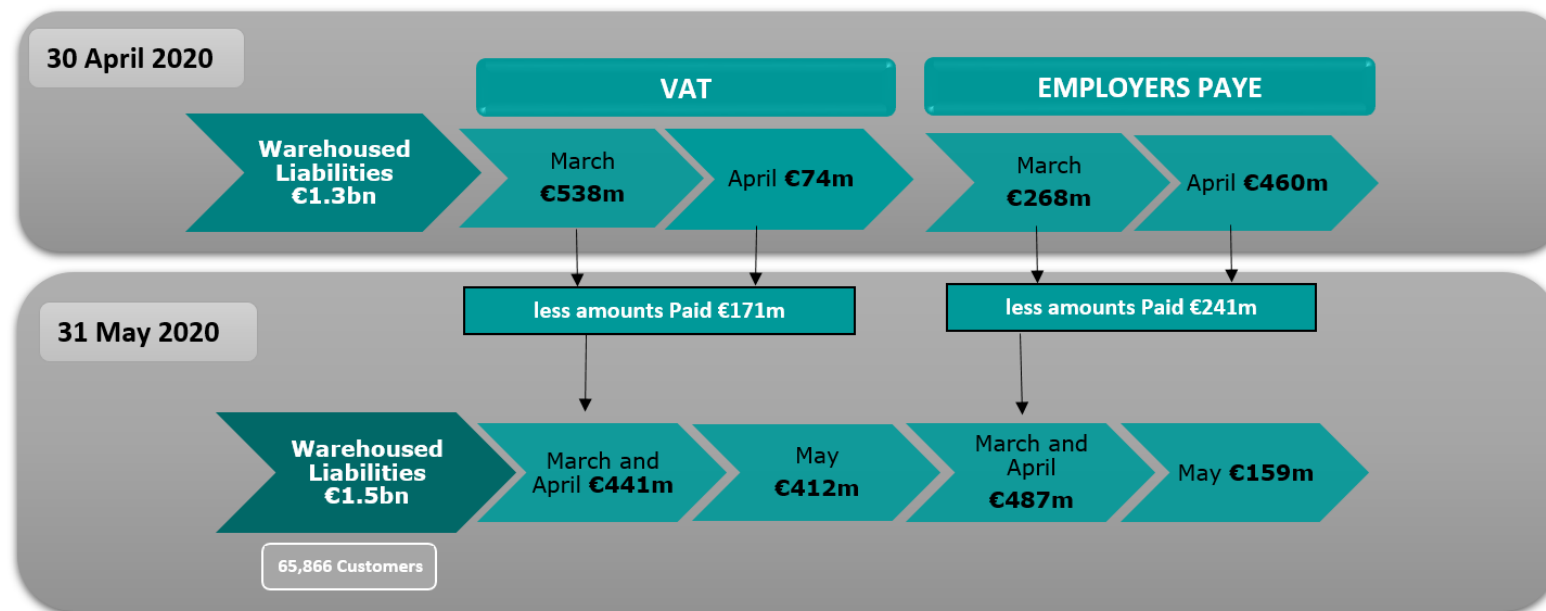 30 April 2020
VAT
EMPLOYERS PAYE
Warehoused
Liabilities
€1.3bn
March
€538m
April €74m
March
€268m
April €460m
less amounts Paid €171m
less amounts Paid €241m
31 May 2020
Warehoused
Liabilities
€1.5bn
March and
April €441m
May
€412m
March and
April
€487m
May €159m
65,866 Customers